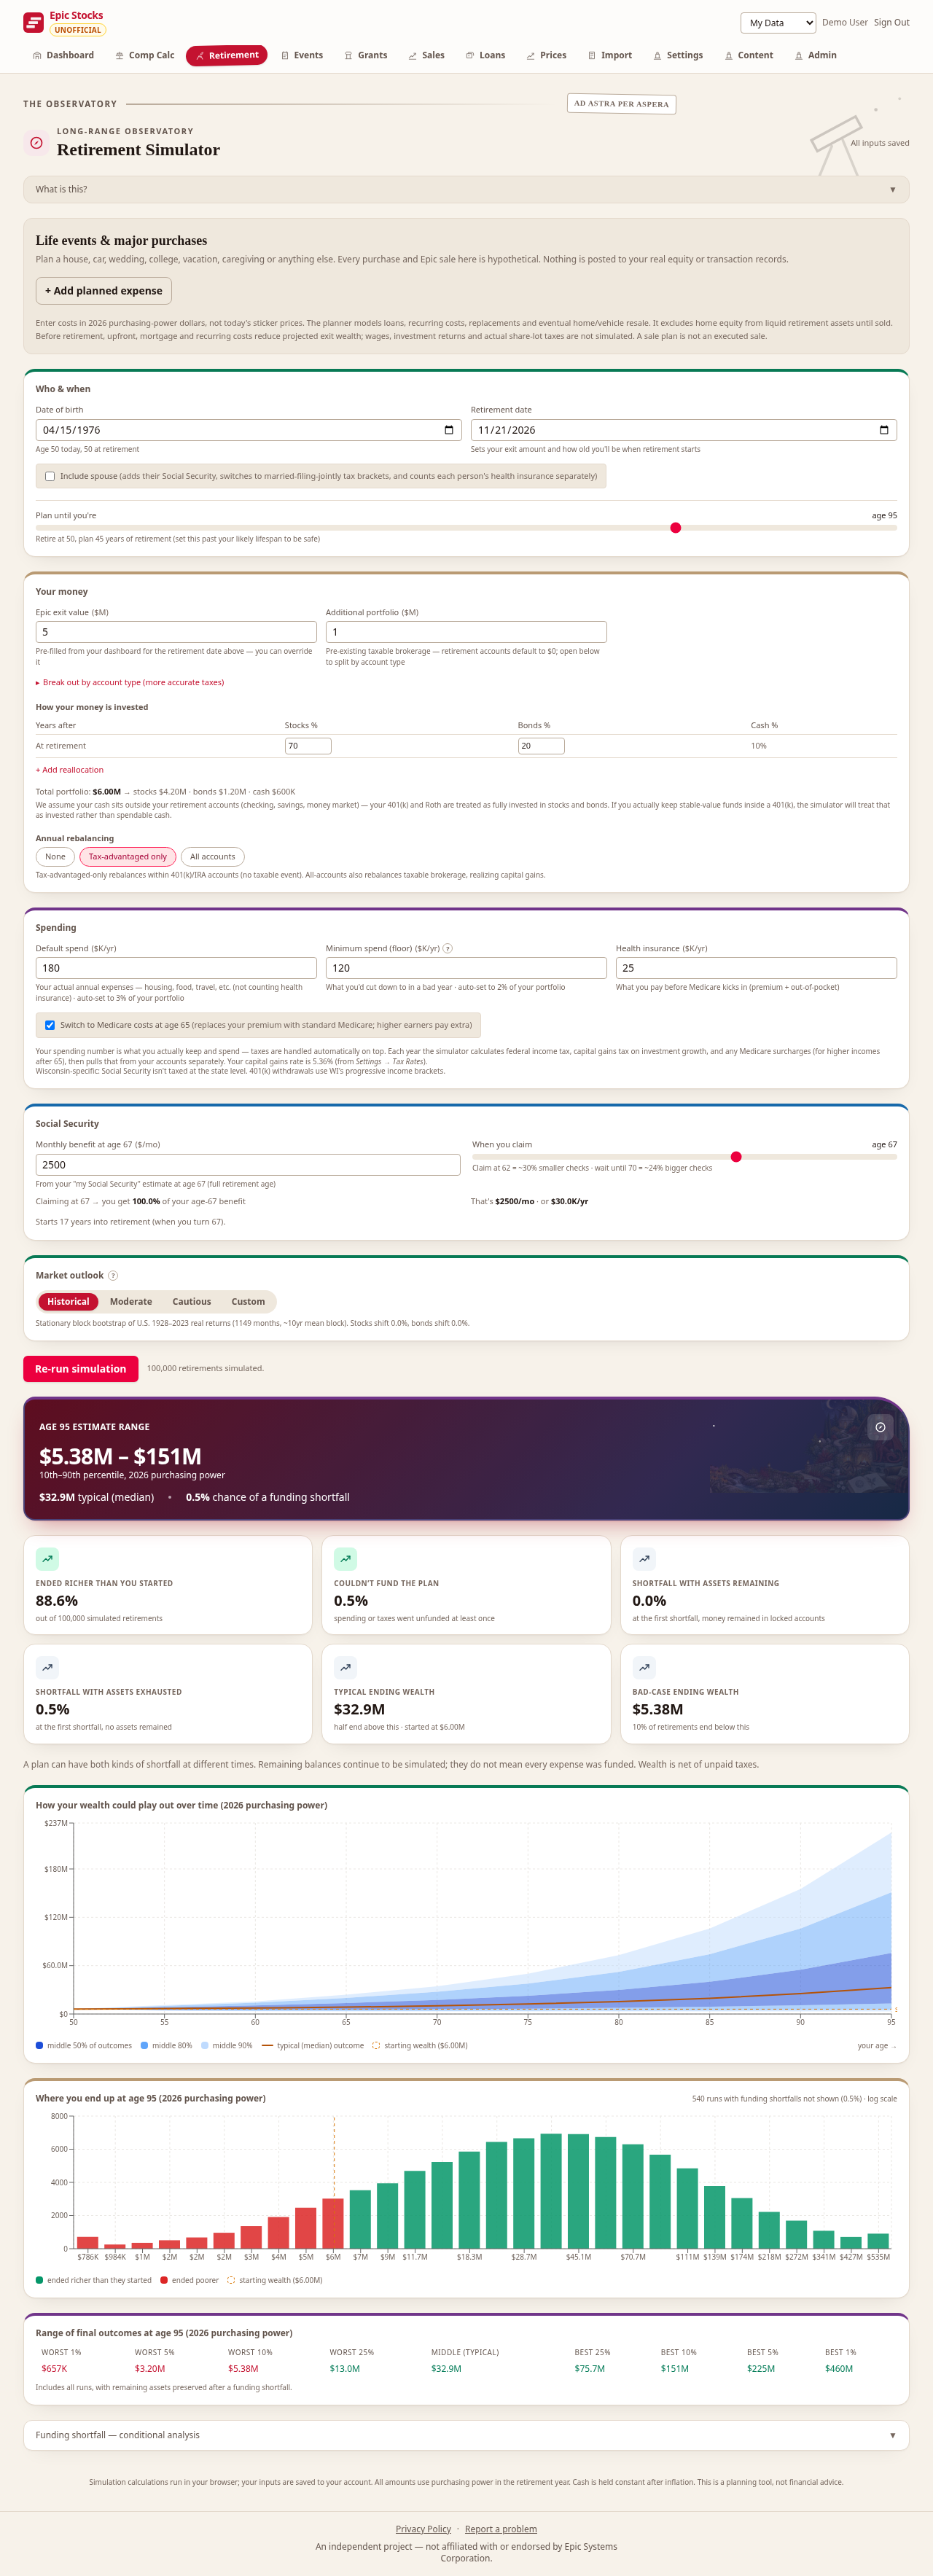 Epic Stocks
UNOFFICIAL
My Data
Demo User
Sign Out
Dashboard
Comp Calc
Retirement
Events
Grants
Sales
Loans
Prices
Import
Settings
Content
Admin
THE OBSERVATORY
AD ASTRA PER ASPERA
LONG-RANGE OBSERVATORY
Retirement Simulator
All inputs saved
What is this?
Life events & major purchases
Plan a house, car, wedding, college, vacation, caregiving or anything else. Every purchase and Epic sale here is hypothetical. Nothing is posted to your real equity or transaction records.
+ Add planned expense
Enter costs in 2026 purchasing-power dollars, not today's sticker prices. The planner models loans, recurring costs, replacements and eventual home/vehicle resale. It excludes home equity from liquid retirement assets until sold.
Before retirement, upfront, mortgage and recurring costs reduce projected exit wealth; wages, investment returns and actual share-lot taxes are not simulated. A sale plan is not an executed sale.
Who & when
Date of birth
Retirement date
04/15/1976
11/21/2026
Age 50 today, 50 at retirement
Sets your exit amount and how old you'll be when retirement starts
Include spouse (adds their Social Security, switches to married-filing-jointly tax brackets, and counts each person's health insurance separately)
Plan until you're
age 95
Retire at 50, plan 45 years of retirement (set this past your likely lifespan to be safe)
Your money
Epic exit value ($M)
Additional portfolio ($M)
5
1
Pre-filled from your dashboard for the retirement date above — you can override
it
Pre-existing taxable brokerage — retirement accounts default to $0; open below
to split by account type
▸ Break out by account type (more accurate taxes)
How your money is invested
Years after
Stocks %
Bonds %
Cash %
At retirement
70
20
10%
+ Add reallocation
Total portfolio: $6.00M → stocks $4.20M · bonds $1.20M · cash $600K
We assume your cash sits outside your retirement accounts (checking, savings, money market) — your 401(k) and Roth are treated as fully invested in stocks and bonds. If you actually keep stable-value funds inside a 401(k), the simulator will treat that
as invested rather than spendable cash.
Annual rebalancing
None
Tax-advantaged only
All accounts
Tax-advantaged-only rebalances within 401(k)/IRA accounts (no taxable event). All-accounts also rebalances taxable brokerage, realizing capital gains.
Spending
Default spend ($K/yr)
Minimum spend (floor) ($K/yr) ?
Health insurance ($K/yr)
180
120
25
Your actual annual expenses — housing, food, travel, etc. (not counting health
insurance) · auto-set to 3% of your portfolio
What you'd cut down to in a bad year · auto-set to 2% of your portfolio
What you pay before Medicare kicks in (premium + out-of-pocket)
Switch to Medicare costs at age 65 (replaces your premium with standard Medicare; higher earners pay extra)
Your spending number is what you actually keep and spend — taxes are handled automatically on top. Each year the simulator calculates federal income tax, capital gains tax on investment growth, and any Medicare surcharges (for higher incomes
after 65), then pulls that from your accounts separately. Your capital gains rate is 5.36% (from Settings → Tax Rates).
Wisconsin-specific: Social Security isn't taxed at the state level. 401(k) withdrawals use WI's progressive income brackets.
Social Security
Monthly benefit at age 67 ($/mo)
When you claim
age 67
2500
Claim at 62 = ~30% smaller checks · wait until 70 = ~24% bigger checks
From your "my Social Security" estimate at age 67 (full retirement age)
Claiming at 67 → you get 100.0% of your age-67 benefit
That's $2500/mo · or $30.0K/yr
Starts 17 years into retirement (when you turn 67).
Market outlook ?
Historical
Moderate
Cautious
Custom
Stationary block bootstrap of U.S. 1928–2023 real returns (1149 months, ~10yr mean block). Stocks shift 0.0%, bonds shift 0.0%.
Re-run simulation
100,000 retirements simulated.
AGE 95 ESTIMATE RANGE
$5.38M – $151M
10th–90th percentile, 2026 purchasing power
$32.9M typical (median) • 0.5% chance of a funding shortfall
ENDED RICHER THAN YOU STARTED
88.6%
out of 100,000 simulated retirements
COULDN'T FUND THE PLAN
0.5%
spending or taxes went unfunded at least once
SHORTFALL WITH ASSETS REMAINING
0.0%
at the first shortfall, money remained in locked accounts
SHORTFALL WITH ASSETS EXHAUSTED
0.5%
at the first shortfall, no assets remained
TYPICAL ENDING WEALTH
$32.9M
half end above this · started at $6.00M
BAD-CASE ENDING WEALTH
$5.38M
10% of retirements end below this
A plan can have both kinds of shortfall at different times. Remaining balances continue to be simulated; they do not mean every expense was funded. Wealth is net of unpaid taxes.
How your wealth could play out over time (2026 purchasing power)
$237M
$180M
$120M
$60.0M
$0
50 55 60 65 70 75 80 85 90 95
middle 50% of outcomes
middle 80%
middle 90%
typical (median) outcome
starting wealth ($6.00M)
your age →
Where you end up at age 95 (2026 purchasing power)
540 runs with funding shortfalls not shown (0.5%) · log scale
8000
6000
4000
2000
0
$786K $984K $1M $2M $2M $2M $3M $4M $5M $6M $7M $9M $11.7M $18.3M $28.7M $45.1M $70.7M $111M $139M $174M $218M $272M $341M $427M $535M
ended richer than they started
ended poorer
starting wealth ($6.00M)
Range of final outcomes at age 95 (2026 purchasing power)
WORST 1% WORST 5% WORST 10% WORST 25% MIDDLE (TYPICAL) BEST 25% BEST 10% BEST 5% BEST 1%
$657K $3.20M $5.38M $13.0M $32.9M $75.7M $151M $225M $460M
Includes all runs, with remaining assets preserved after a funding shortfall.
Funding shortfall — conditional analysis
Simulation calculations run in your browser; your inputs are saved to your account. All amounts use purchasing power in the retirement year. Cash is held constant after inflation. This is a planning tool, not financial advice.
Privacy Policy · Report a problem
An independent project — not affiliated with or endorsed by Epic Systems
Corporation.